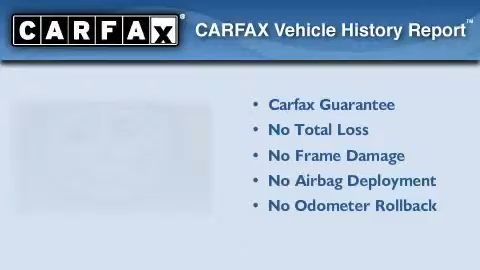 CARFAX® CARFAX Vehicle History Report™
• Carfax Guarantee
• No Total Loss
• No Frame Damage
• No Airbag Deployment
• No Odometer Rollback